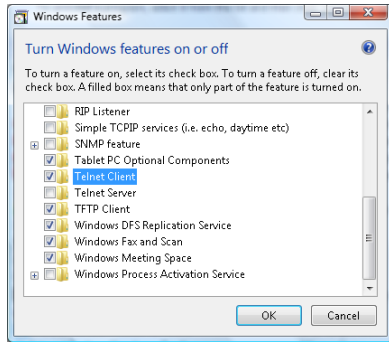 Windows Features
Turn Windows features on or off
To turn a feature on, select its check box. To turn a feature off, clear its
check box. A filled box means that only part of the feature is turned on.
RIP Listener
Simple TCPIP services (i.e. echo, daytime etc)
SNMP feature
Tablet PC Optional Components
Telnet Client
Telnet Server
TFTP Client
Windows DFS Replication Service
Windows Fax and Scan
Windows Meeting Space
Windows Process Activation Service
OK
Cancel